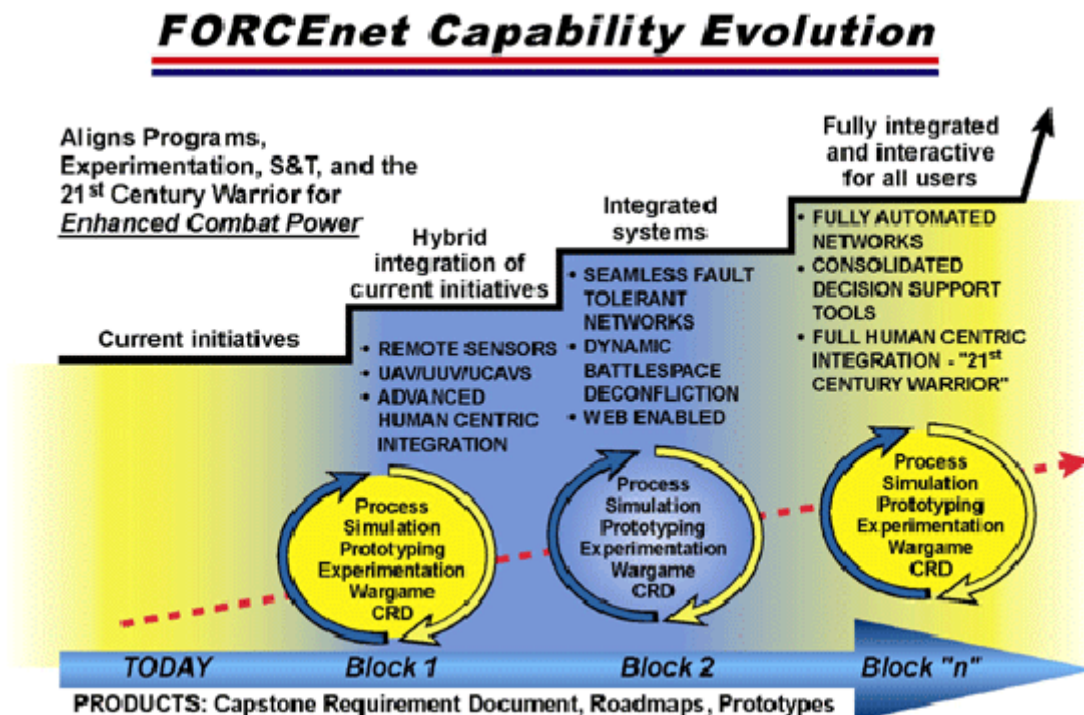 FORCEnet Capability Evolution
Aligns Programs,
Experimentation, S&T, and the
21st Century Warrior for
Enhanced Combat Power
Current initiatives
Hybrid
integration of
current initiatives
• REMOTE SENSORS
• UAV/UUV/UCAVS
• ADVANCED
HUMAN CENTRIC
INTEGRATION
Integrated
systems
• SEAMLESS FAULT
TOLERANT
NETWORKS
• DYNAMIC
BATTLESPACE
DECONFLICTION
• WEB ENABLED
Fully integrated
and interactive
for all users
• FULLY AUTOMATED
NETWORKS
• CONSOLIDATED
DECISION SUPPORT
TOOLS
• FULL HUMAN CENTRIC
INTEGRATION - "21st
CENTURY WARRIOR"
Process
Simulation
Prototyping
Experimentation
Wargame
CRD
Process
Simulation
Prototyping
Experimentation
Wargame
CRD
Process
Simulation
Prototyping
Experimentation
Wargame
CRD
TODAY
Block 1
Block 2
Block "n"
PRODUCTS: Capstone Requirement Document, Roadmaps, Prototypes